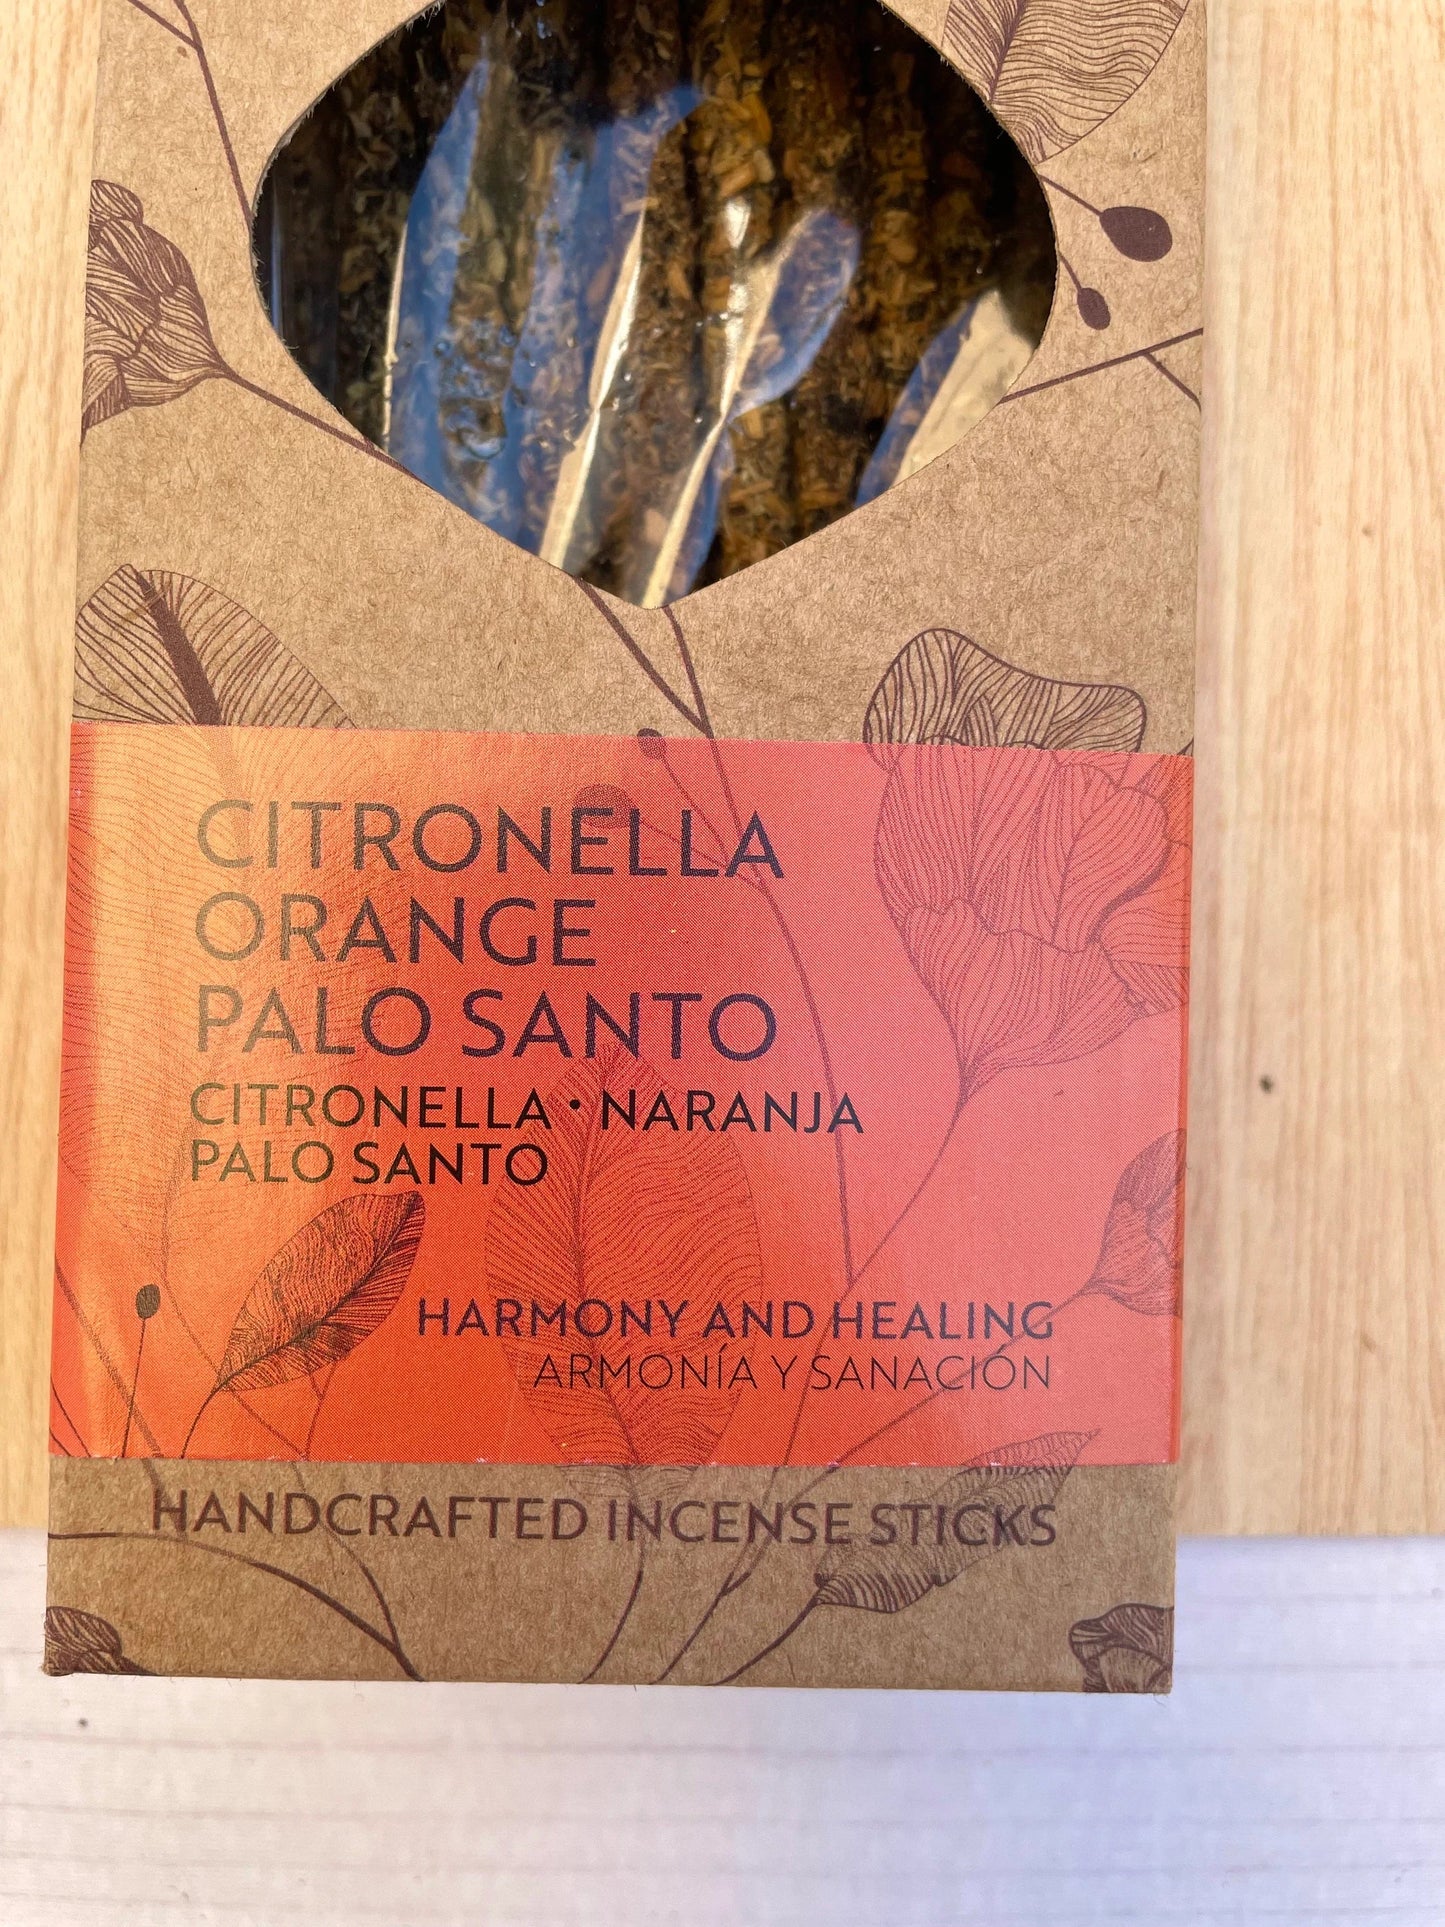 CITRONELLA
ORANGE
PALO SANTO
CITRONELLA • NARANJA
PALO SANTO
HARMONY AND HEALING
ARMONÍA Y SANACIÓN
HANDCRAFTED INCENSE STICKS